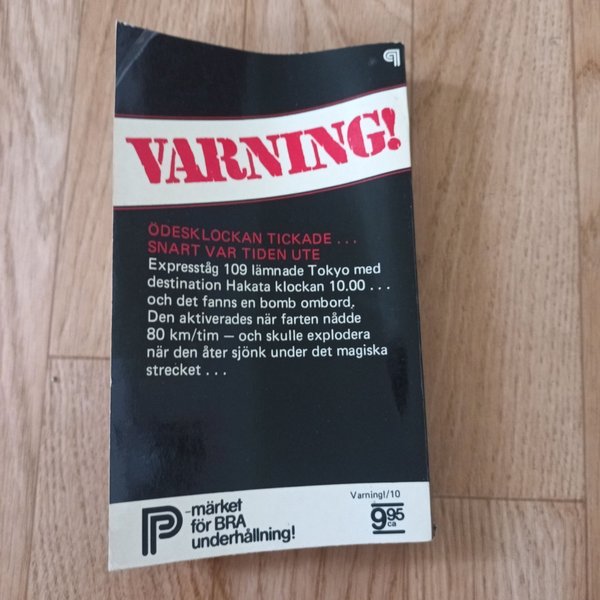 VARNING!
ÖDESKLOCKAN TICKADE ...
SNART VAR TIDEN UTE
Expresståg 109 lämnade Tokyo med
destination Hakata klockan 10.00 ...
och det fanns en bomb ombord,
Den aktiverades när farten nådde
80 km/tim – och skulle explodera
när den åter sjönk under det magiska
strecket ...
P-märket
för BRA
underhållning!
Varning!/10
9.95
ca